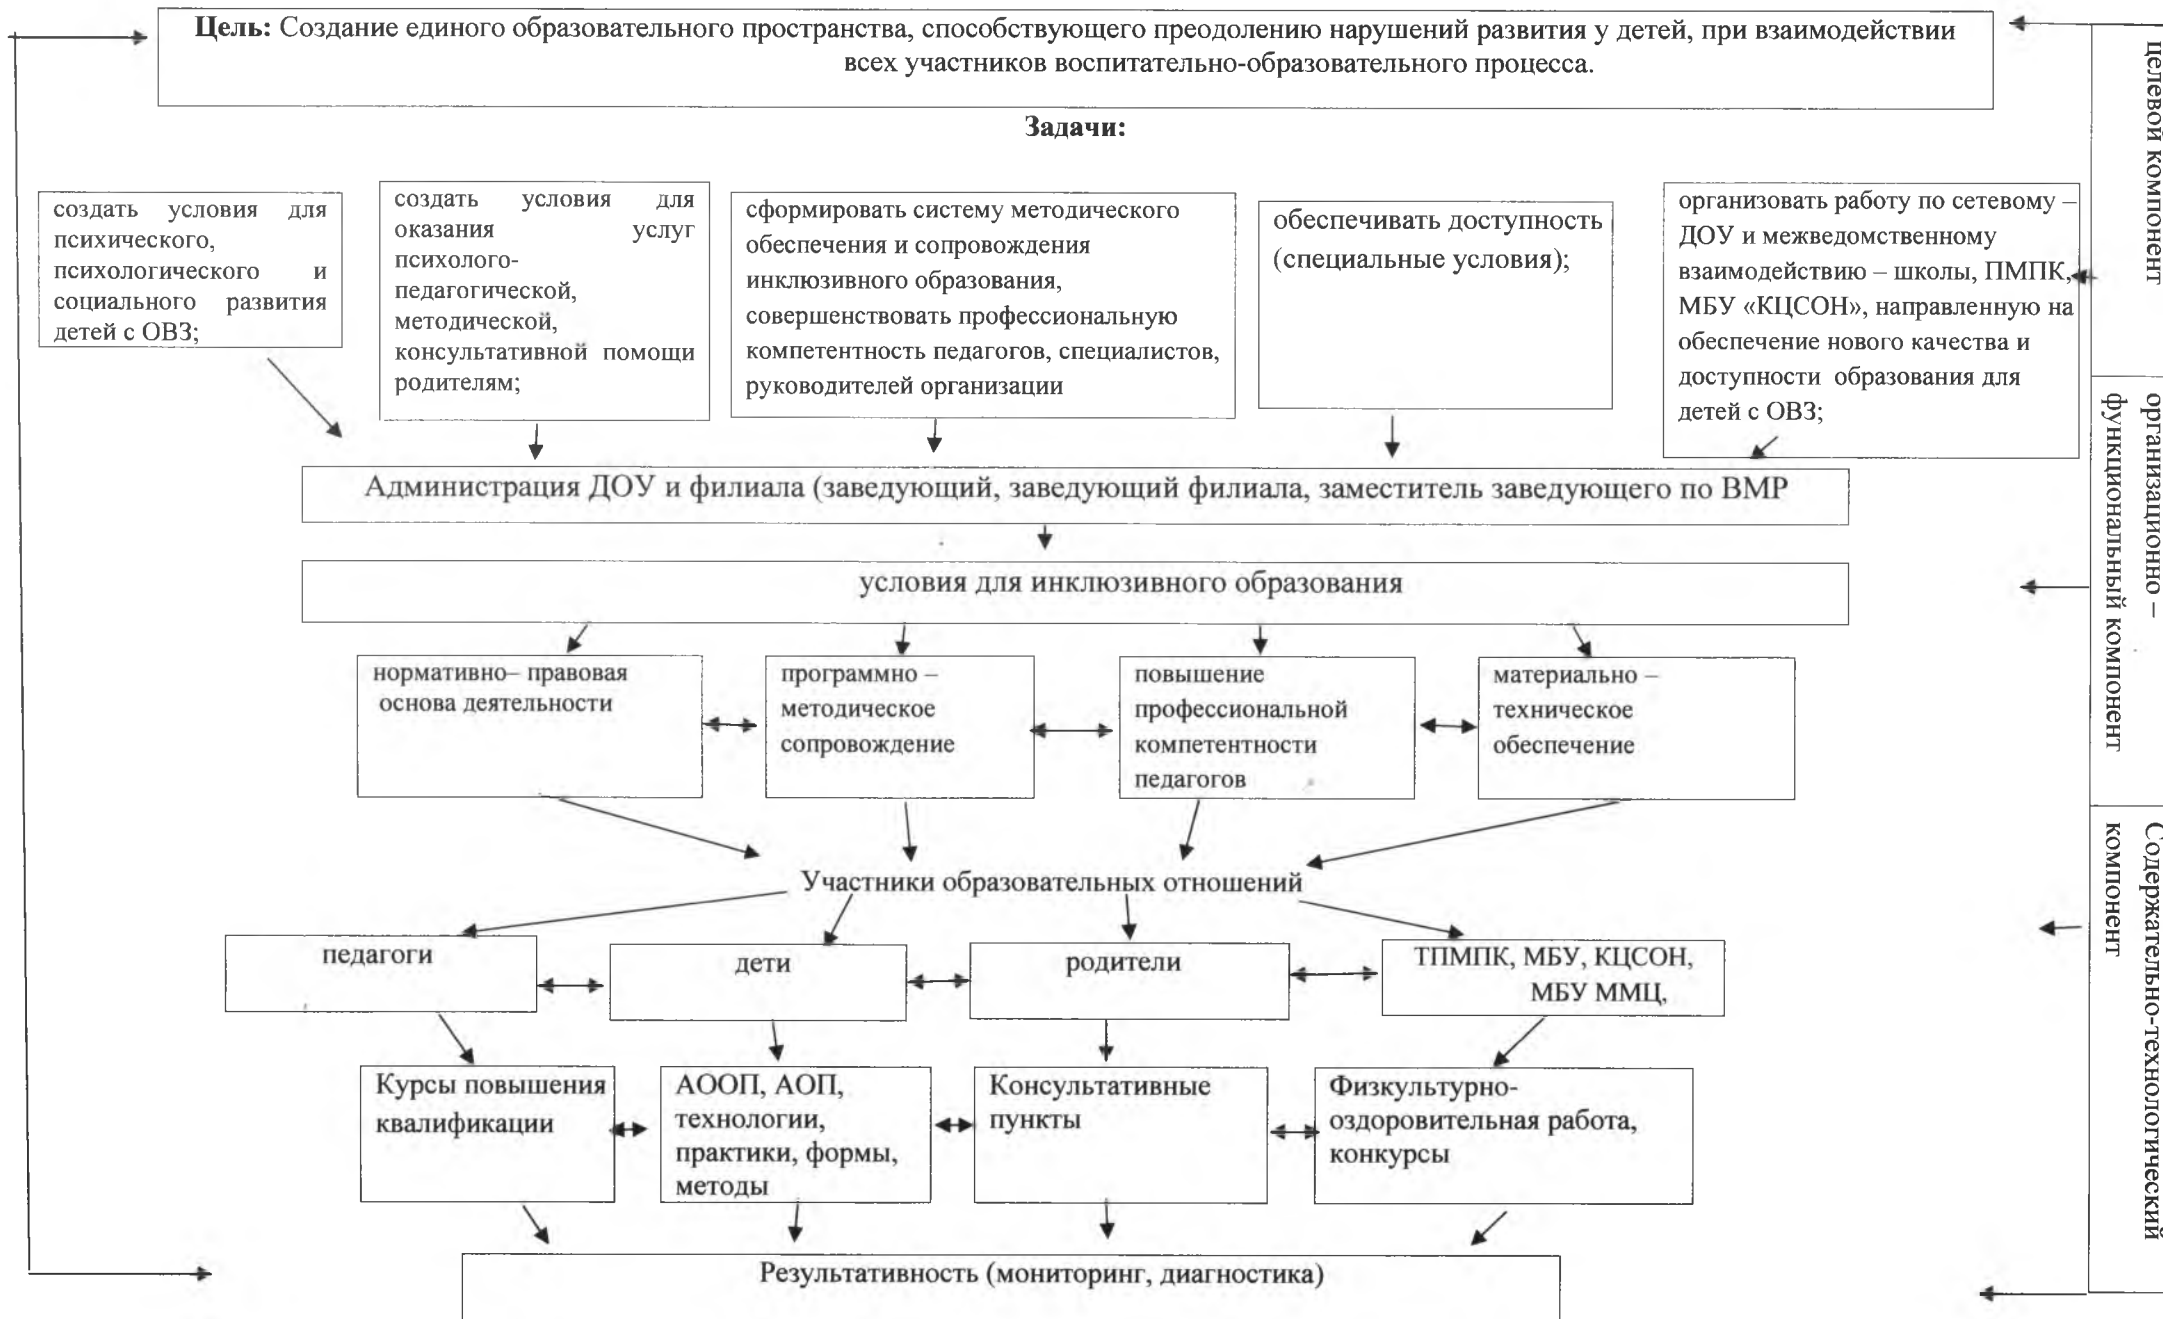 Цель: Создание единого образовательного пространства, способствующего преодолению нарушений развития у детей, при взаимодействии
всех участников воспитательно-образовательного процесса.
Задачи:
создать условия для
психического,
психологического и
социального развития
детей с ОВЗ;
создать условия для
оказания услуг
психолого-
педагогической,
методической,
консультативной помощи
родителям;
сформировать систему методического
обеспечения и сопровождения
инклюзивного образования,
совершенствовать профессиональную
компетентность педагогов, специалистов,
руководителей организации
обеспечивать доступность
(специальные условия);
организовать работу по сетевому –
ДОУ и межведомственному
взаимодействию – школы, ПМПК,
МБУ «КЦСОН», направленную на
обеспечение нового качества и
доступности образования для
детей с ОВЗ;
целевой компонент
Администрация ДОУ и филиала (заведующий, заведующий филиала, заместитель заведующего по ВМР
условия для инклюзивного образования
организационно –
функциональный компонент
нормативно– правовая
основа деятельности
программно –
методическое
сопровождение
повышение
профессиональной
компетентности
педагогов
материально –
техническое
обеспечение
Участники образовательных отношений
педагоги
дети
родители
ТПМПК, МБУ, КЦСОН,
МБУ ММЦ,
Содержательно-технологический
компонент
Курсы повышения
квалификации
АООП, АОП,
технологии,
практики, формы,
методы
Консультативные
пункты
Физкультурно-
оздоровительная работа,
конкурсы
Результативность (мониторинг, диагностика)